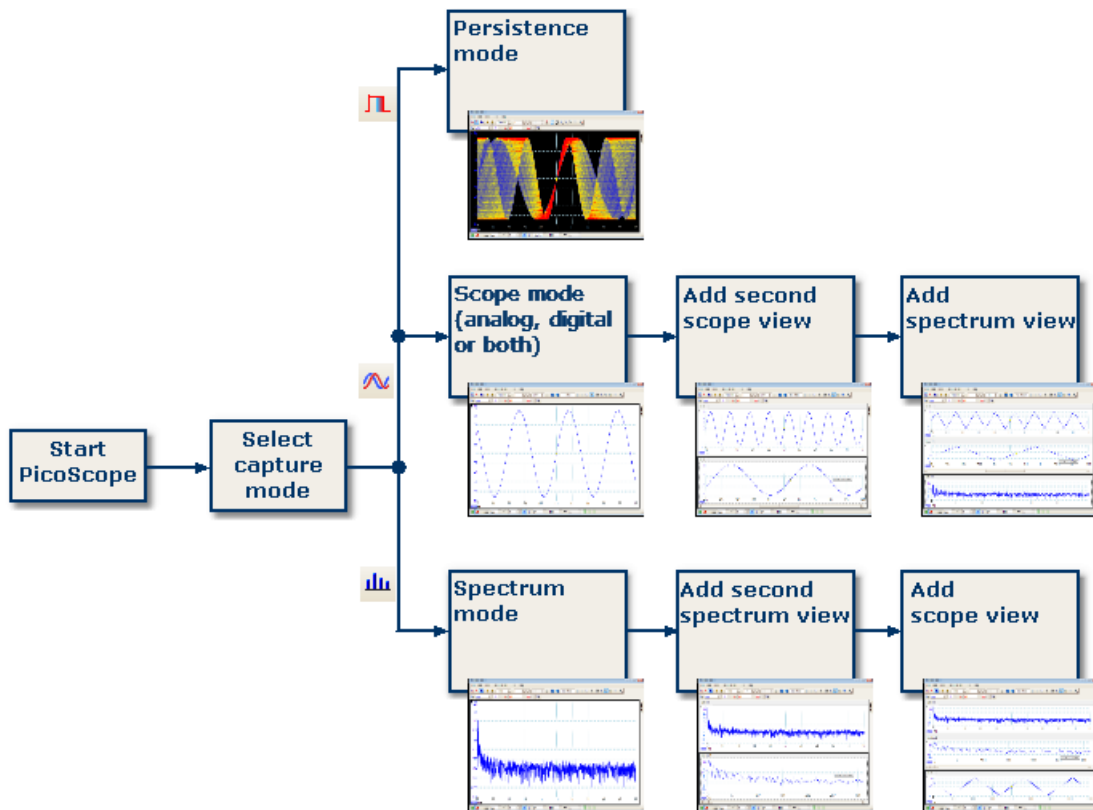 Persistence
mode
Scope mode
(analog, digital
or both)
Add second
scope view
Add
spectrum view
Start
PicoScope
Select
capture
mode
Spectrum
mode
Add second
spectrum view
Add
scope view